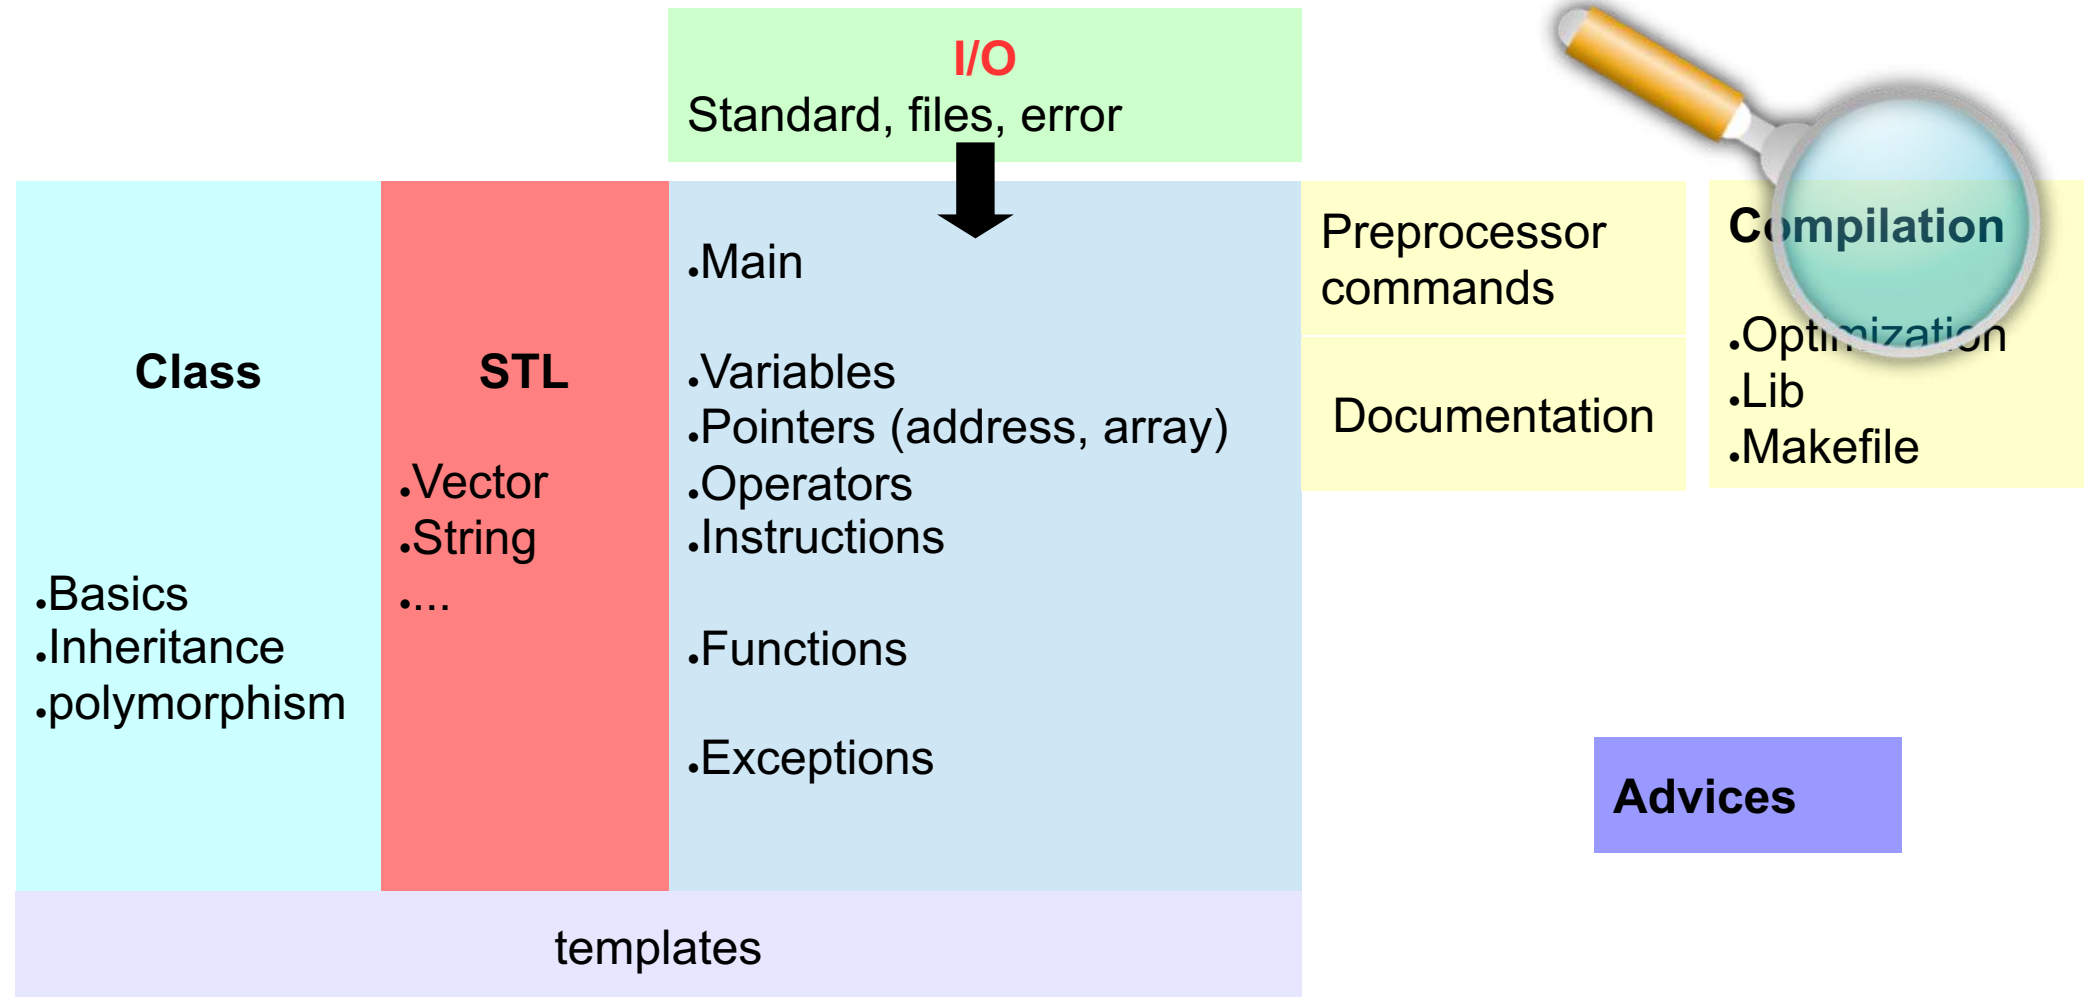 I/O
Standard, files, error
Class
●Basics
●Inheritance
●polymorphism
STL
●Vector
●String
●...
●Main
●Variables
●Pointers (address, array)
●Operators
●Instructions
●Functions
●Exceptions
Preprocessor
commands
Documentation
Compilation
●Optimization
●Lib
●Makefile
Advices
templates